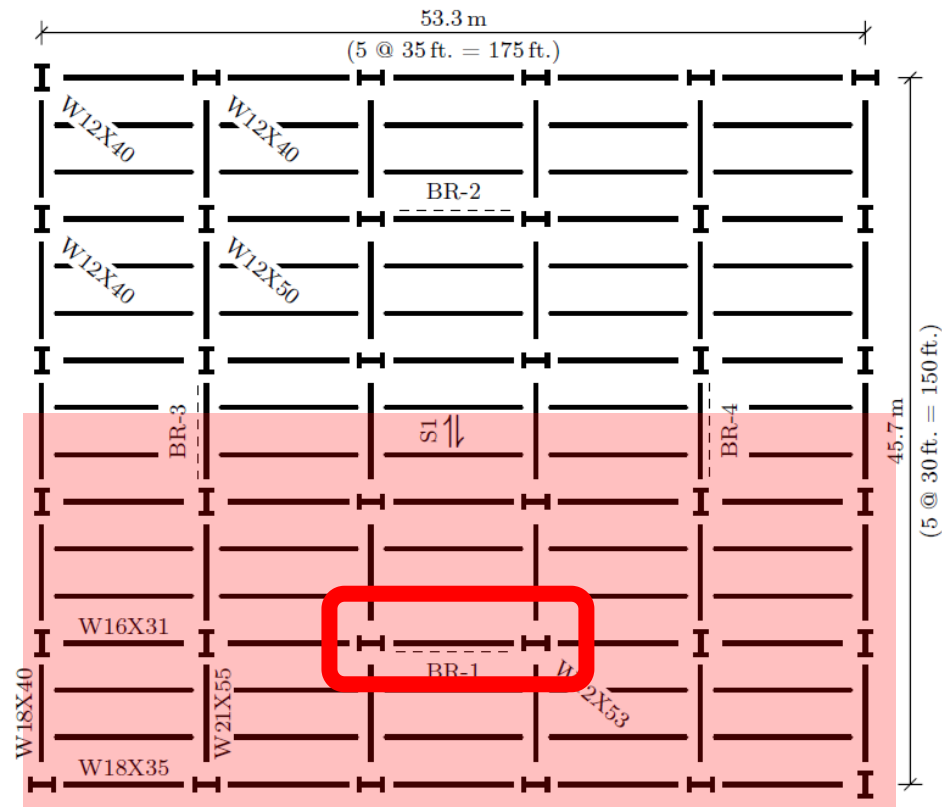 53.3 m
(5 @ 35 ft. = 175 ft.)
W12X40
W12X40
BR-2
W12X40
W12X50
BR-3
S1
BR-4
45.7 m
(5 @ 30 ft. = 150 ft.)
W16X31
BR-1
W18X40
W21X55
W12X53
W18X35